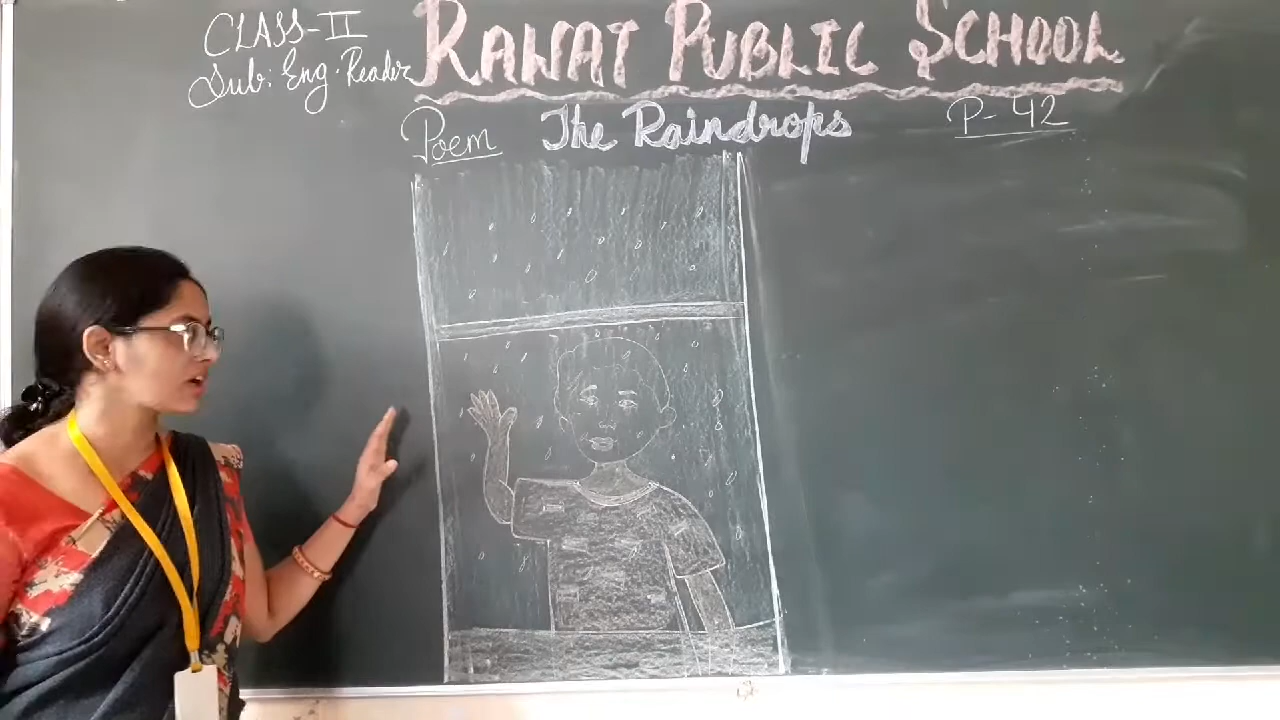 CLASS-II
Sub: Eng. Reader
RAWAT PUBLIC SCHOOL
Poem The Raindrops P-42